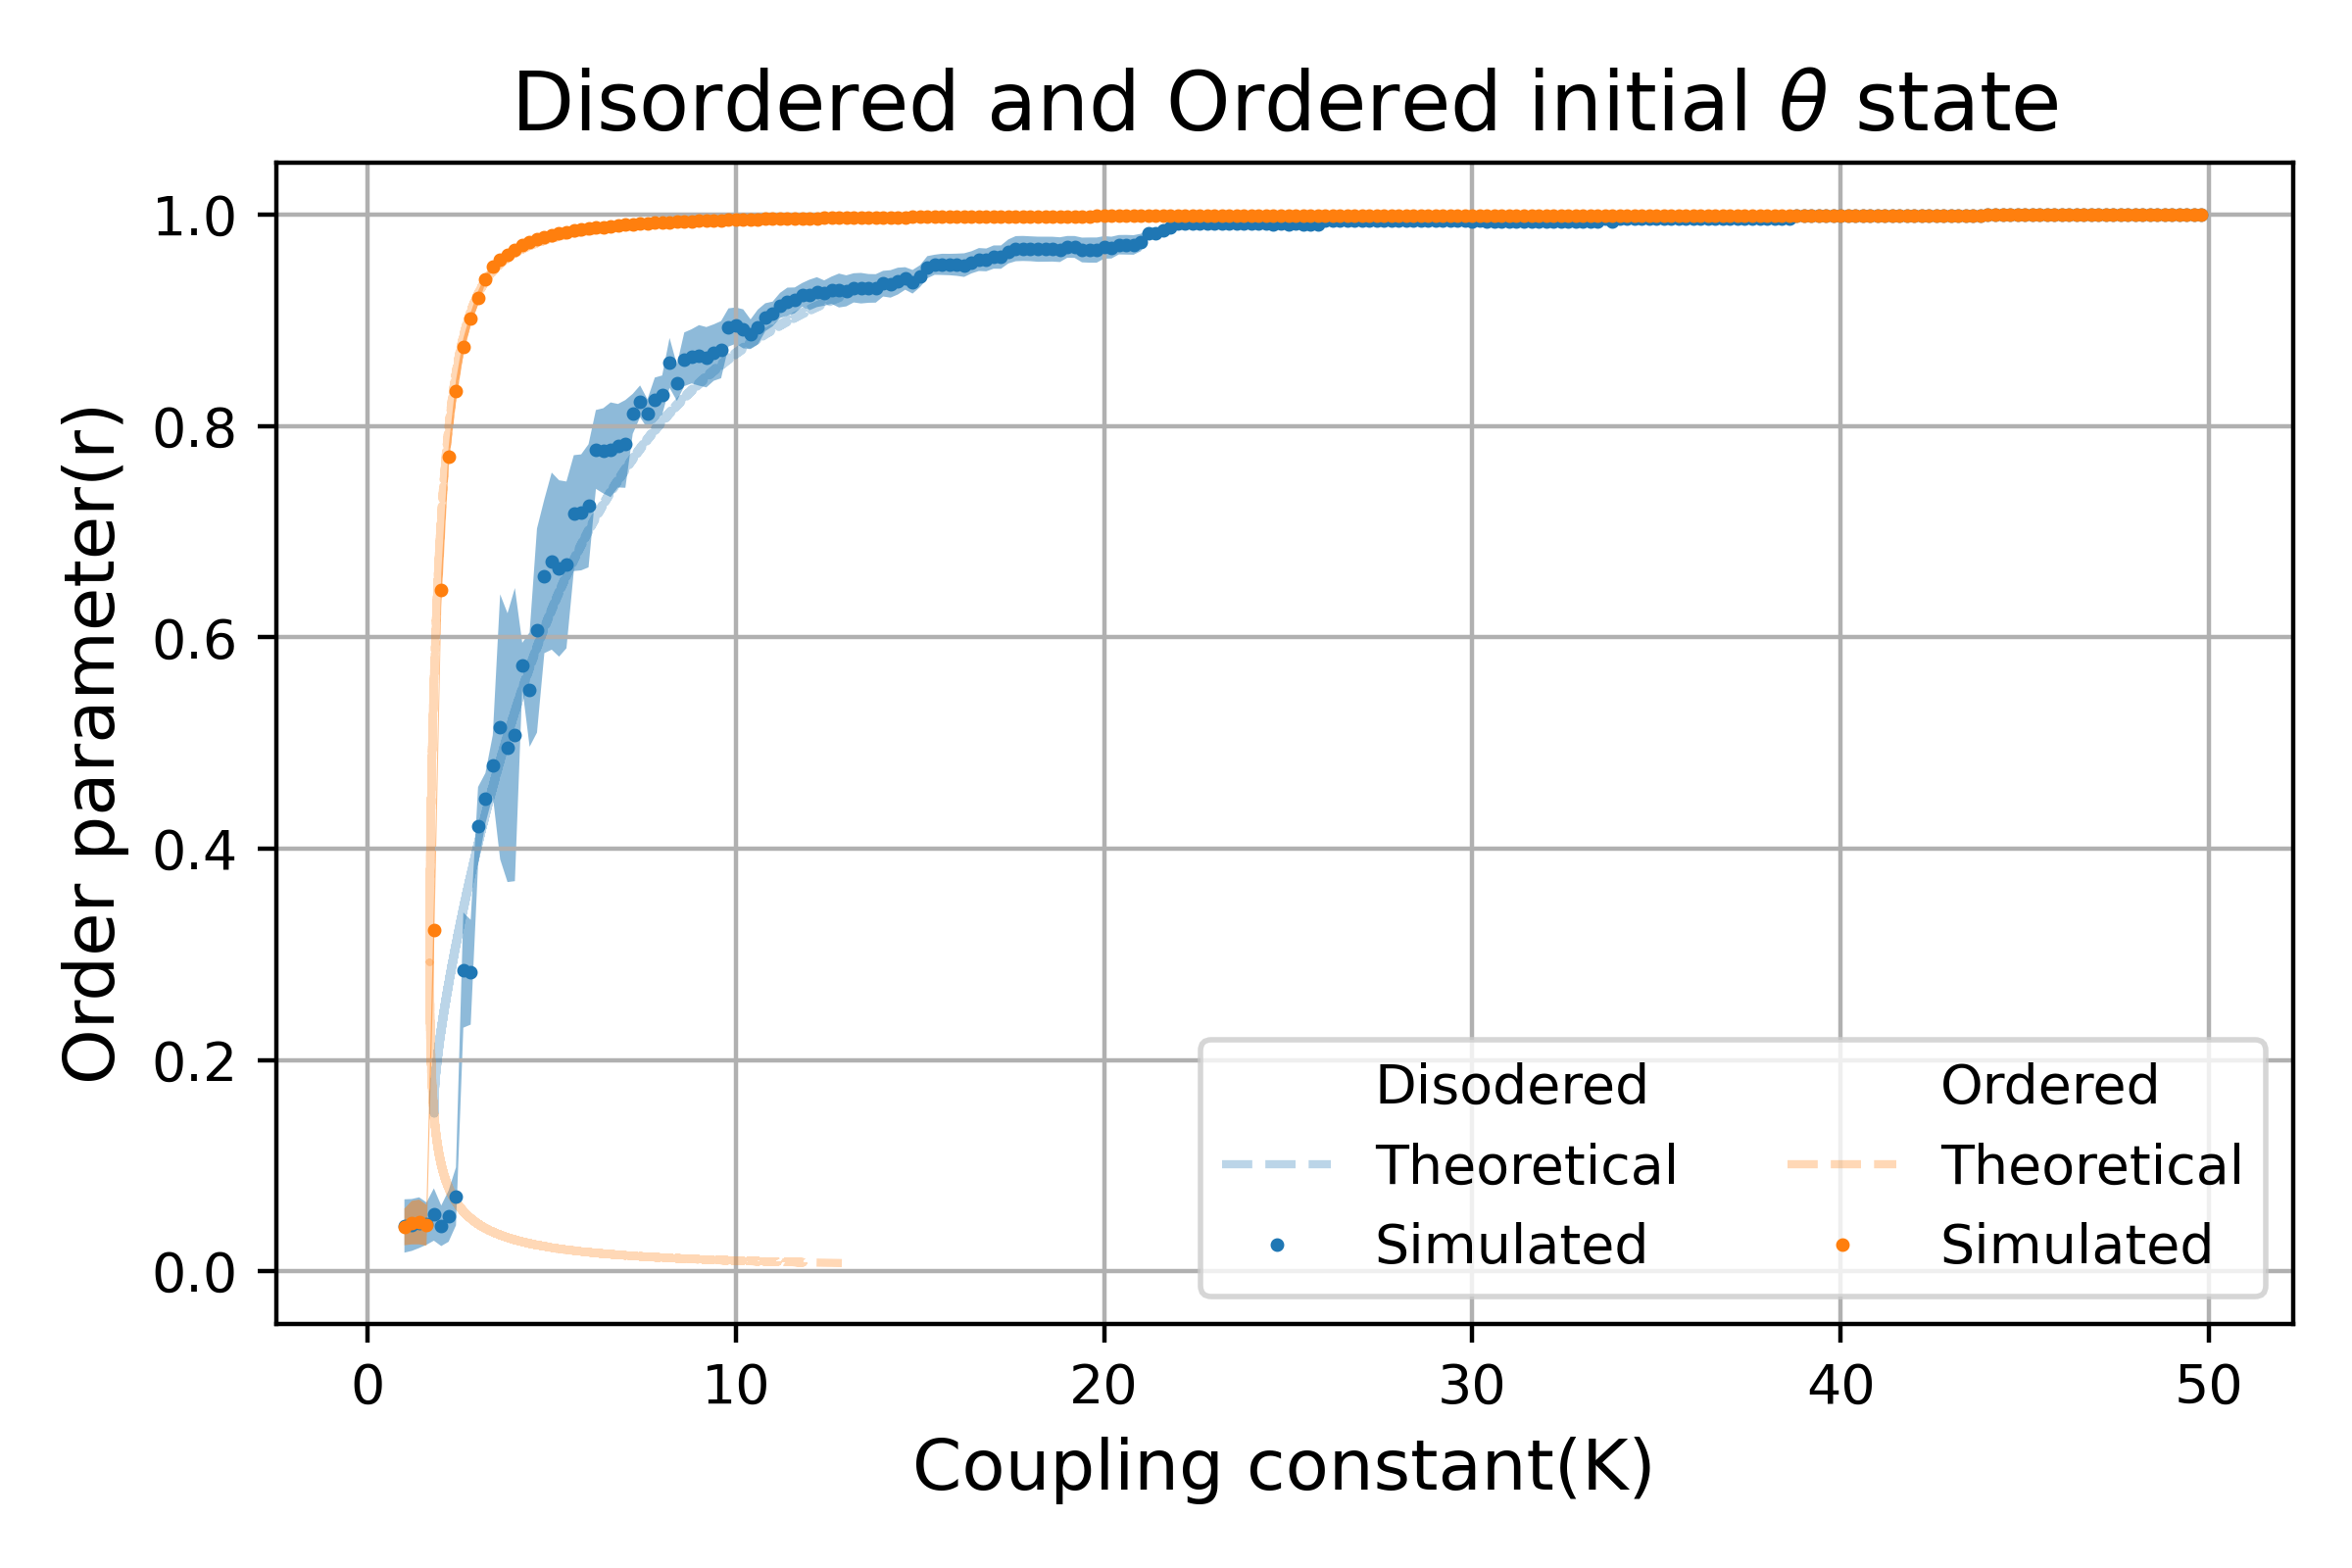 Disordered and Ordered initial θ state
Order parameter(r)
1.0
0.8
0.6
0.4
0.2
0.0
0 10 20 30 40 50
Coupling constant(K)
Disodered
Theoretical
Simulated
Ordered
Theoretical
Simulated